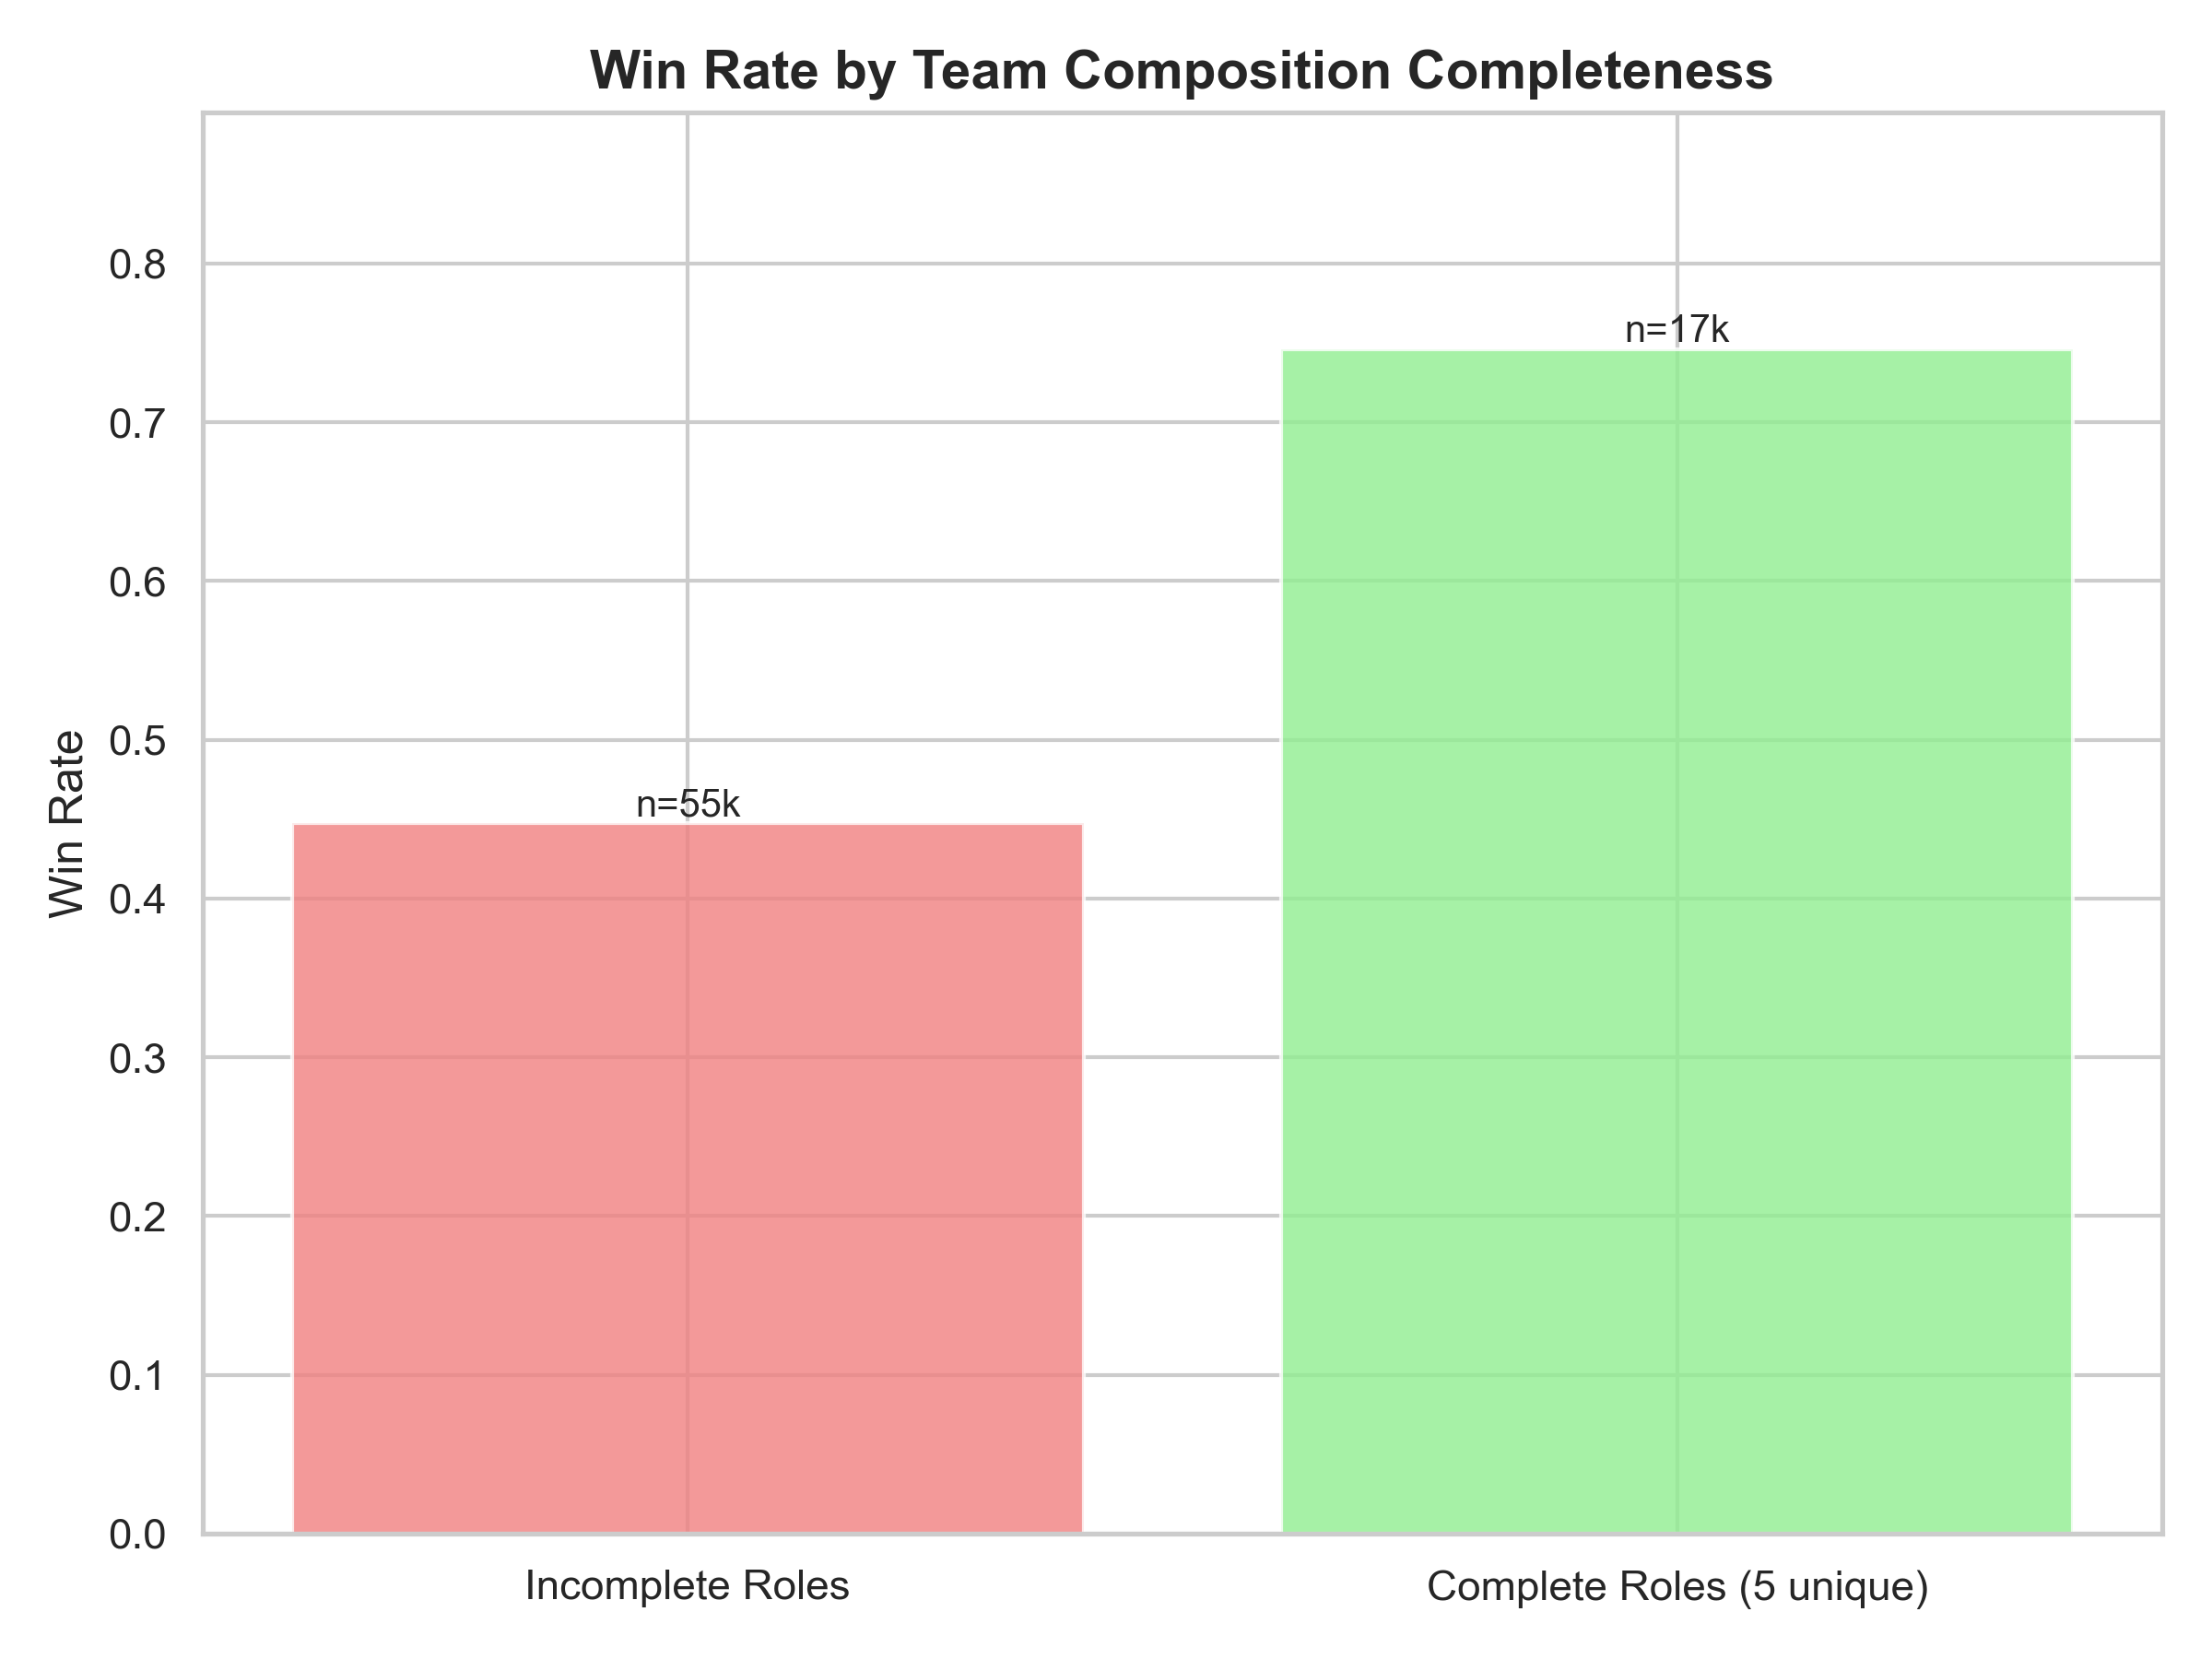 Win Rate by Team Composition Completeness
Win Rate
0.8
0.7
0.6
0.5
0.4
0.3
0.2
0.1
0.0
n=55k
n=17k
Incomplete Roles
Complete Roles (5 unique)